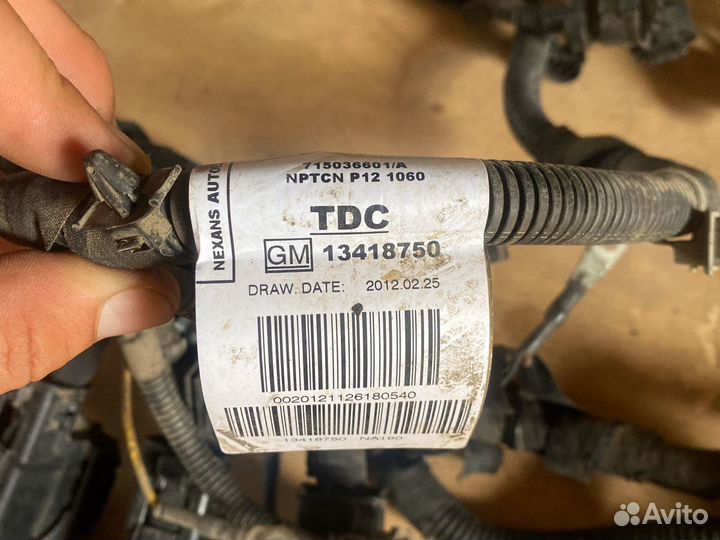 715036601/A
NPTCN P12 1060
NEXANS AUTO
TDC
GM 13418750
DRAW. DATE: 2012.02.25
0020121126180540
13418750 NA180
Avito